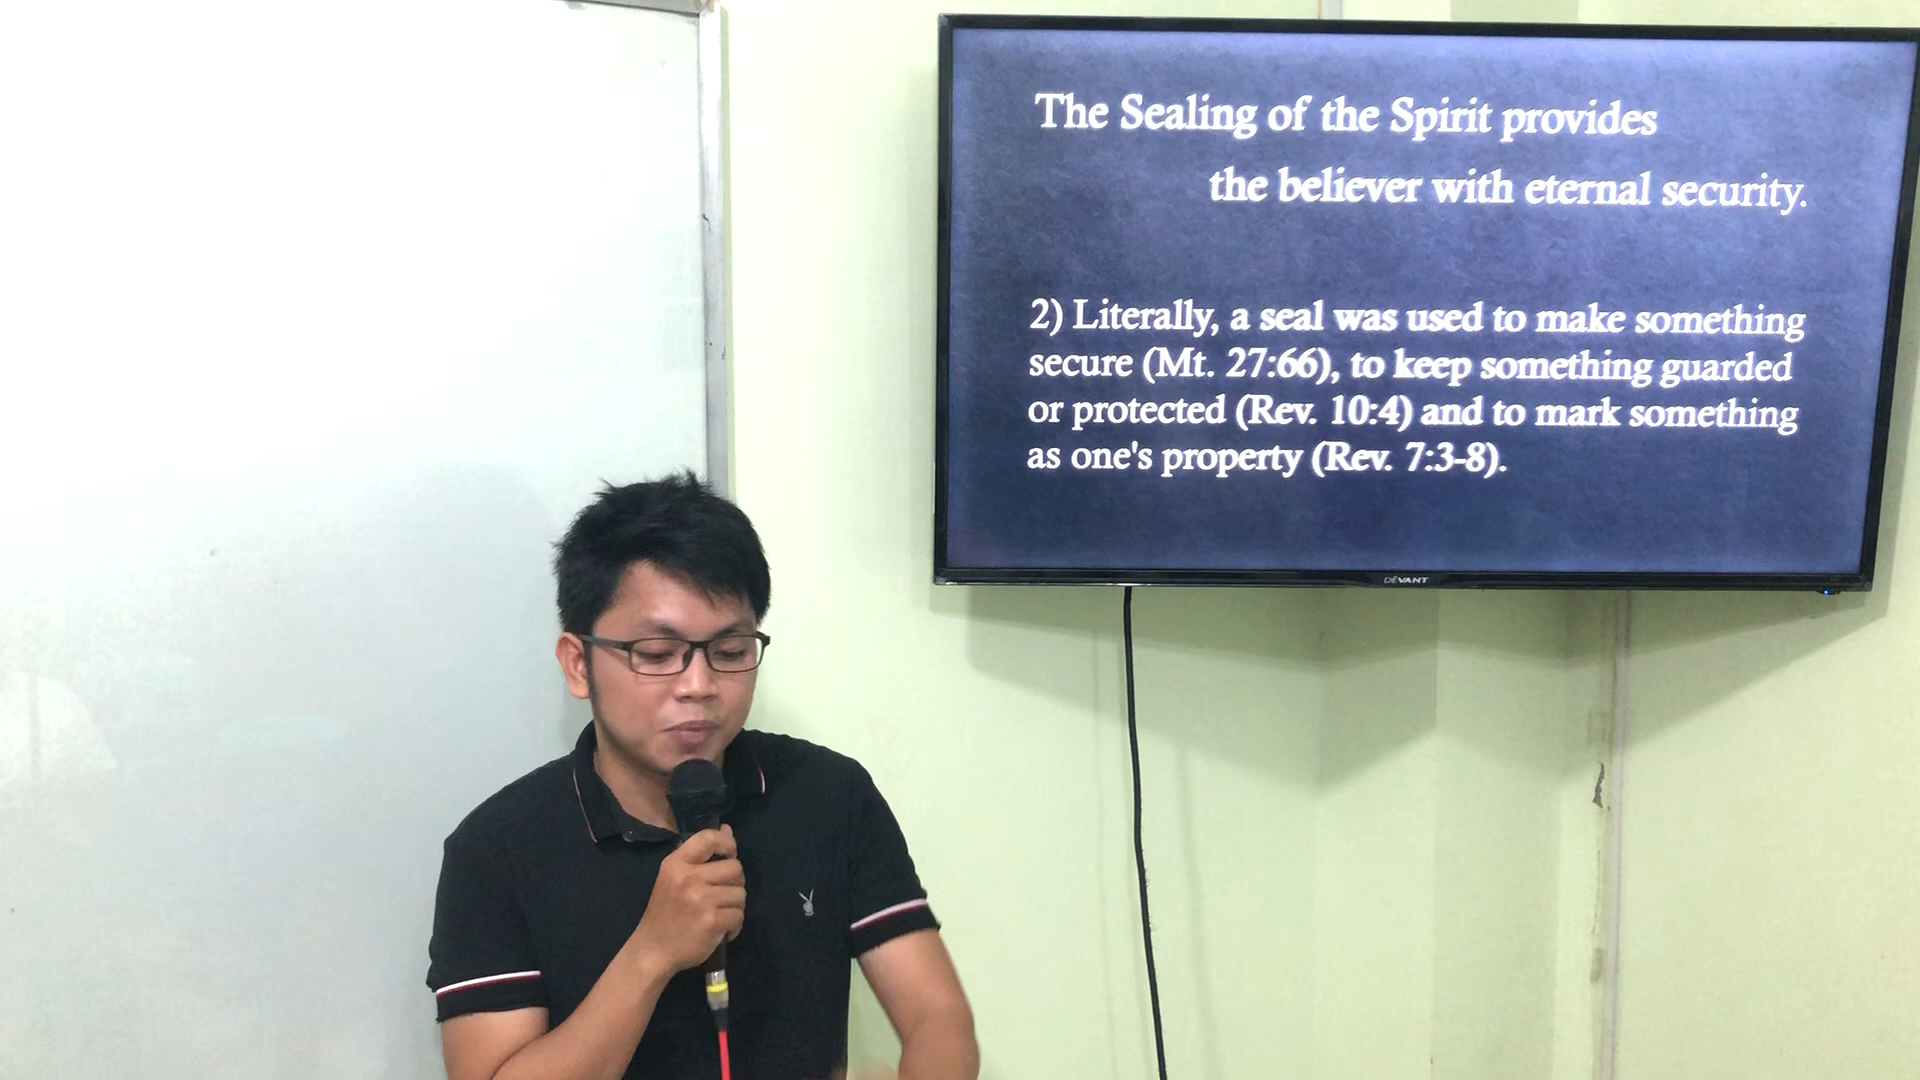 The Sealing of the Spirit provides
the believer with eternal security.
2) Literally, a seal was used to make something
secure (Mt. 27:66), to keep something guarded
or protected (Rev. 10:4) and to mark something
as one's property (Rev. 7:3-8).
DEVANT